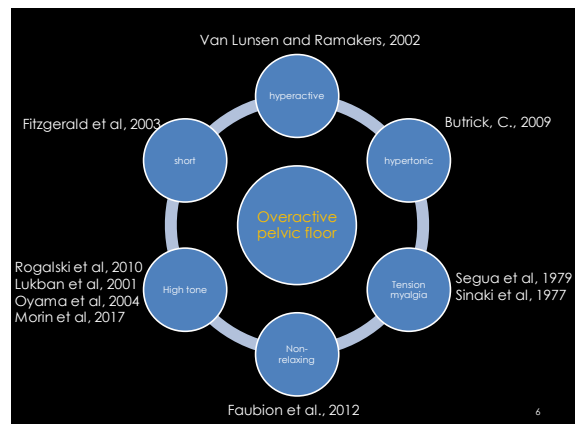 Van Lunsen and Ramakers, 2002
hyperactive
Fitzgerald et al, 2003
Butrick, C., 2009
short
hypertonic
Overactive
pelvic floor
Rogalski et al, 2010
Lukban et al, 2001
Oyama et al, 2004
Morin et al, 2017
High tone
Tension
myalgia
Segua et al, 1979
Sinaki et al, 1977
Non-
relaxing
Faubion et al., 2012
6